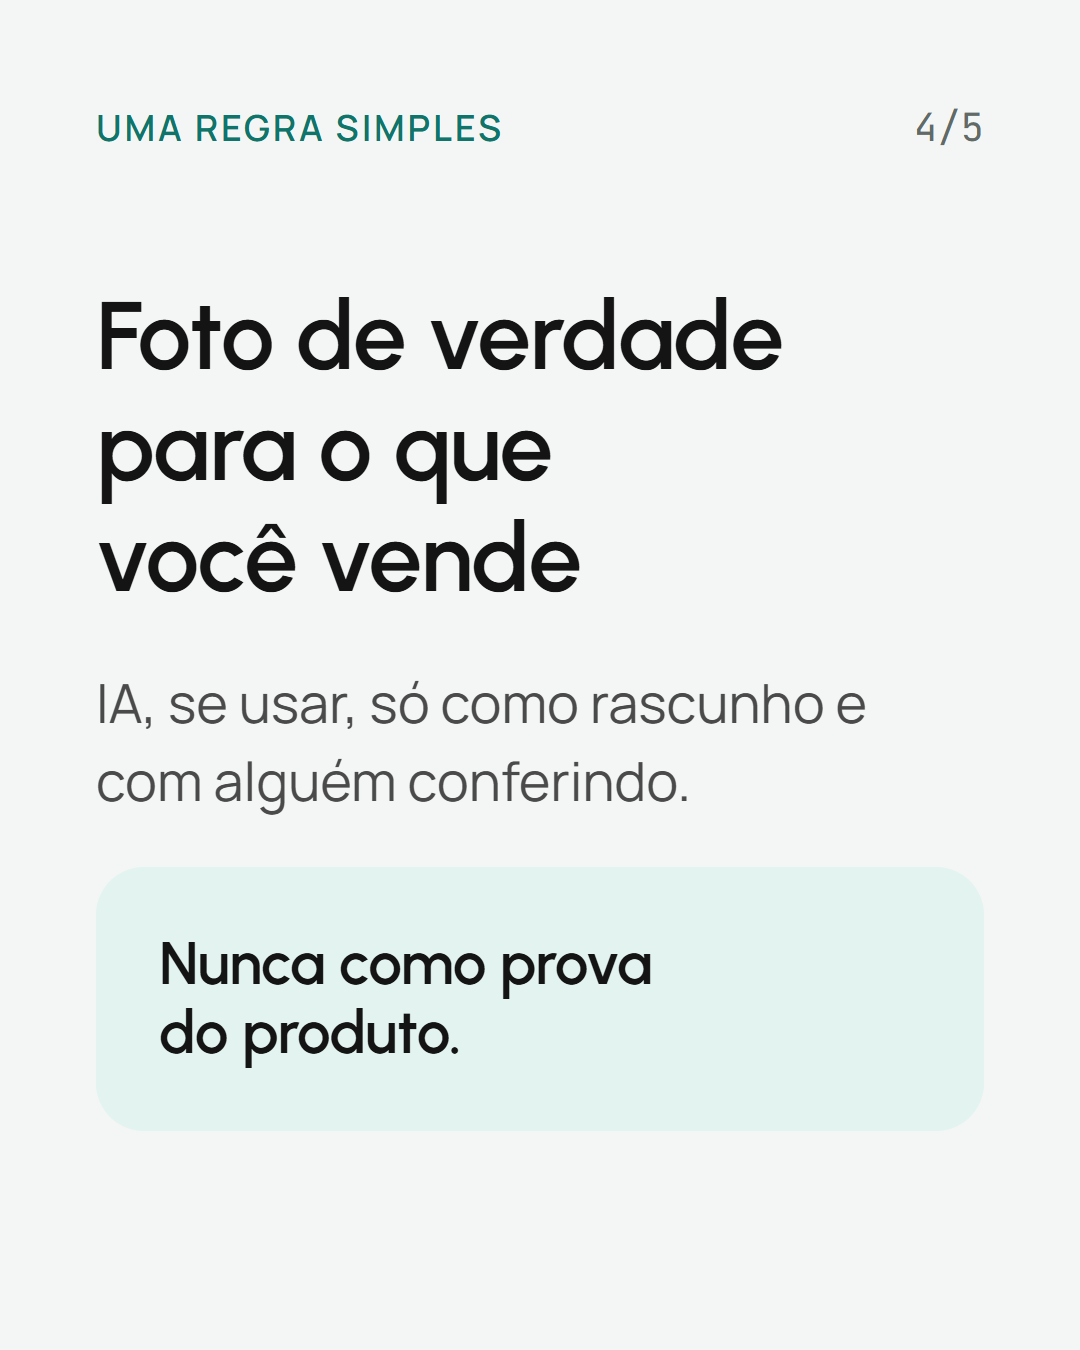 UMA REGRA SIMPLES
4/5
Foto de verdade
para o que
você vende
IA, se usar, só como rascunho e
com alguém conferindo.
Nunca como prova
do produto.